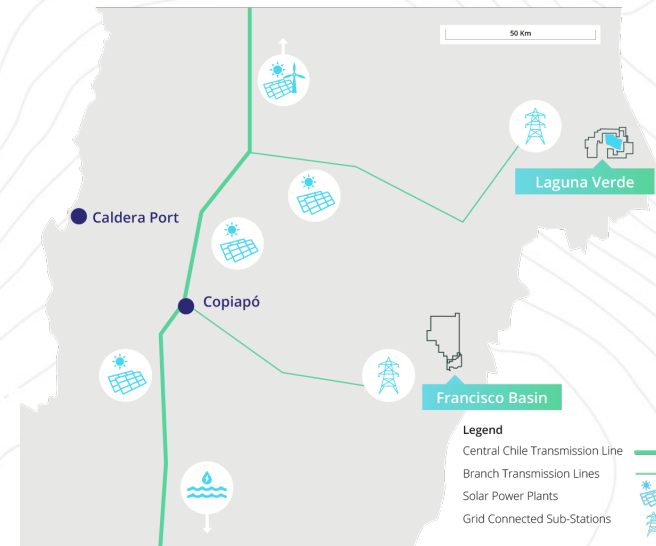 50 Km
Laguna Verde
Caldera Port
Copiapó
Francisco Basin
Legend
Central Chile Transmission Line
Branch Transmission Lines
Solar Power Plants
Grid Connected Sub-Stations